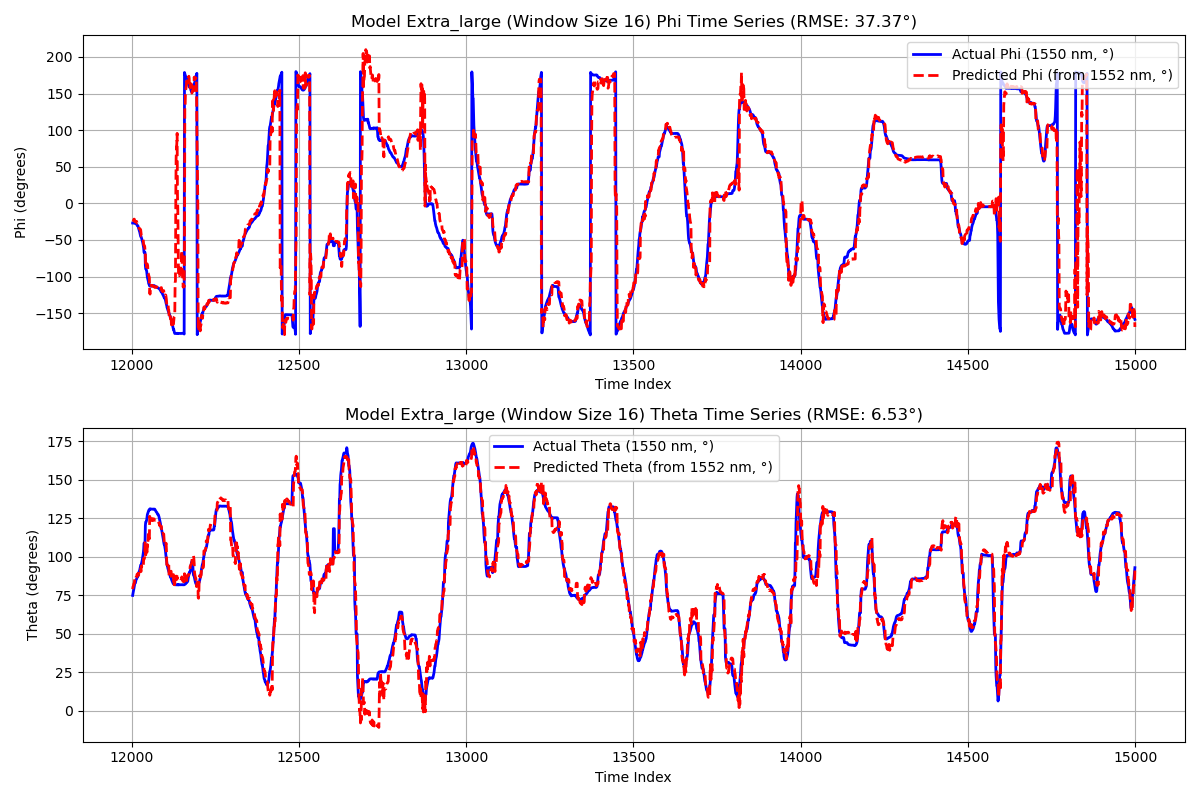 Model Extra_large (Window Size 16) Phi Time Series (RMSE: 37.37°)
Actual Phi (1550 nm, °)
Predicted Phi (from 1552 nm, °)
Phi (degrees)
200
150
100
50
0
−50
−100
−150
12000 12500 13000 13500 14000 14500 15000
Time Index
Model Extra_large (Window Size 16) Theta Time Series (RMSE: 6.53°)
Actual Theta (1550 nm, °)
Predicted Theta (from 1552 nm, °)
Theta (degrees)
175
150
125
100
75
50
25
0
12000 12500 13000 13500 14000 14500 15000
Time Index